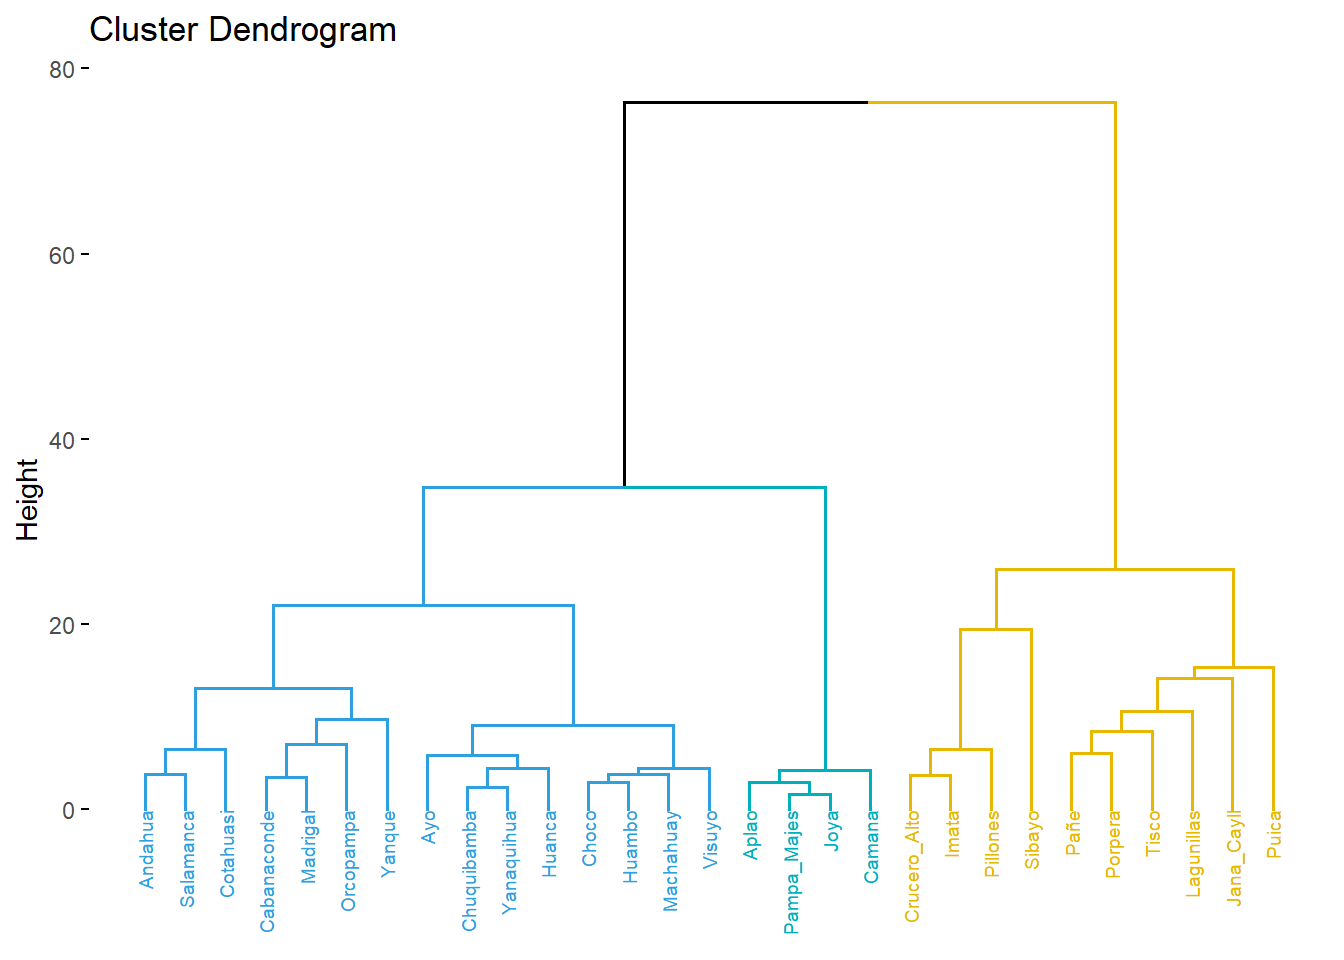 Cluster Dendrogram
80
60
40
20
0
Height
Andahua
Salamanca
Cotahuasi
Cabanaconde
Madrigal
Orcopampa
Yanque
Ayo
Chuquibamba
Yanaquihua
Huanca
Choco
Huambo
Machahuay
Visuyo
Aplao
Pampa_Majes
Joya
Camana
Crucero_Alto
Imata
Pillones
Sibayo
Pañe
Porpera
Tisco
Lagunillas
Jana_Cayll
Puica